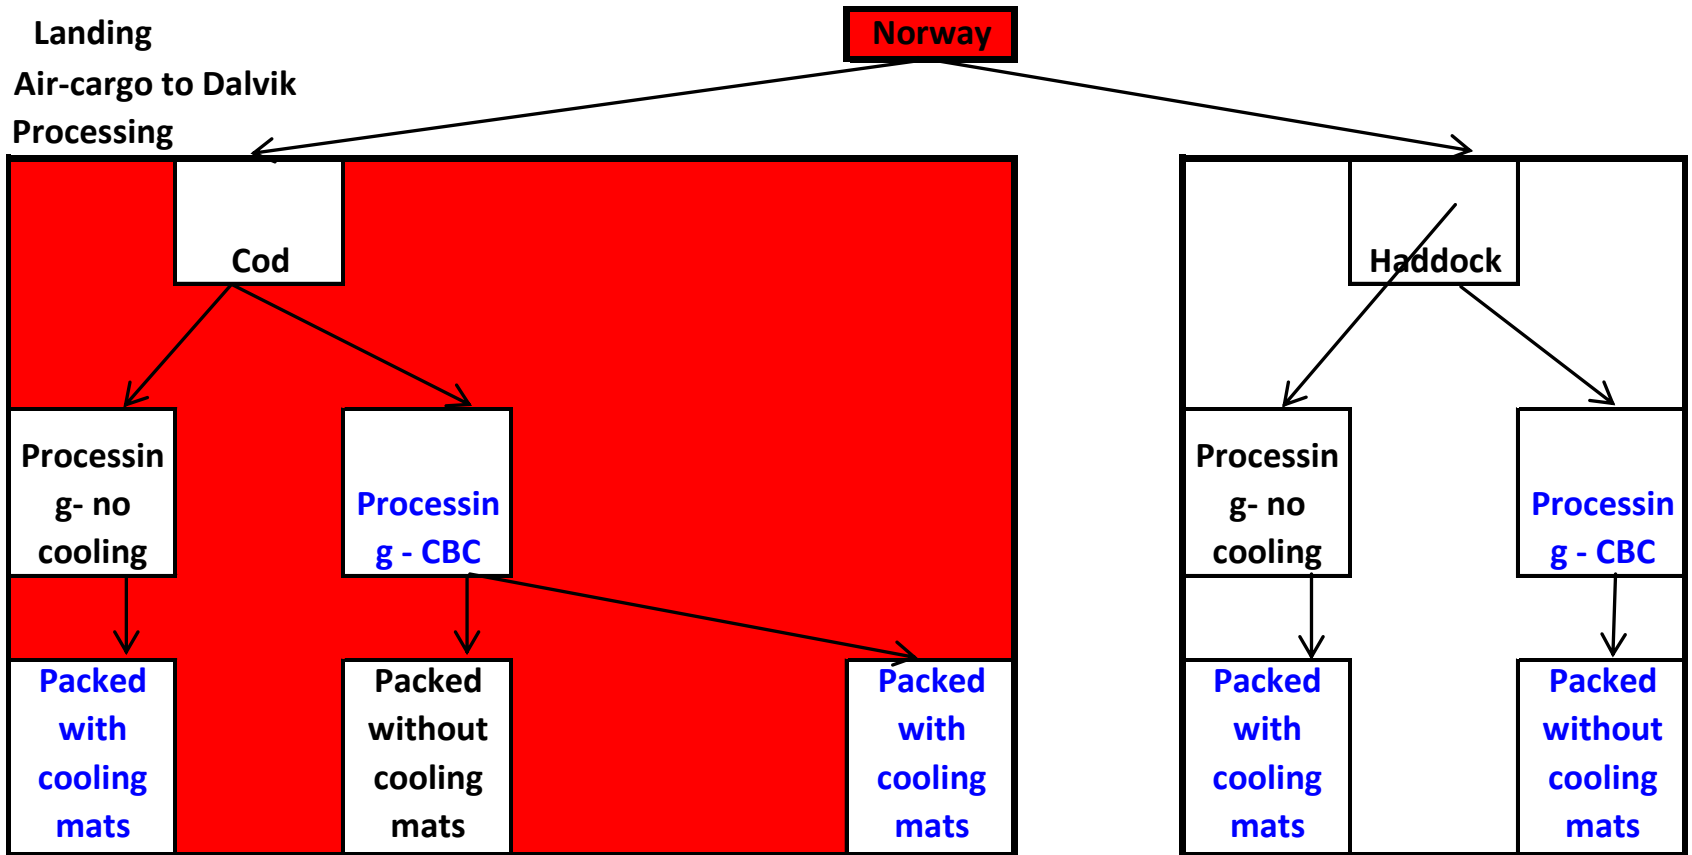 Landing
Norway
Air-cargo to Dalvik
Processing
Cod
Haddock
Processin
g- no
cooling
Processin
g - CBC
Processin
g- no
cooling
Processin
g - CBC
Packed
with
cooling
mats
Packed
without
cooling
mats
Packed
with
cooling
mats
Packed
with
cooling
mats
Packed
without
cooling
mats